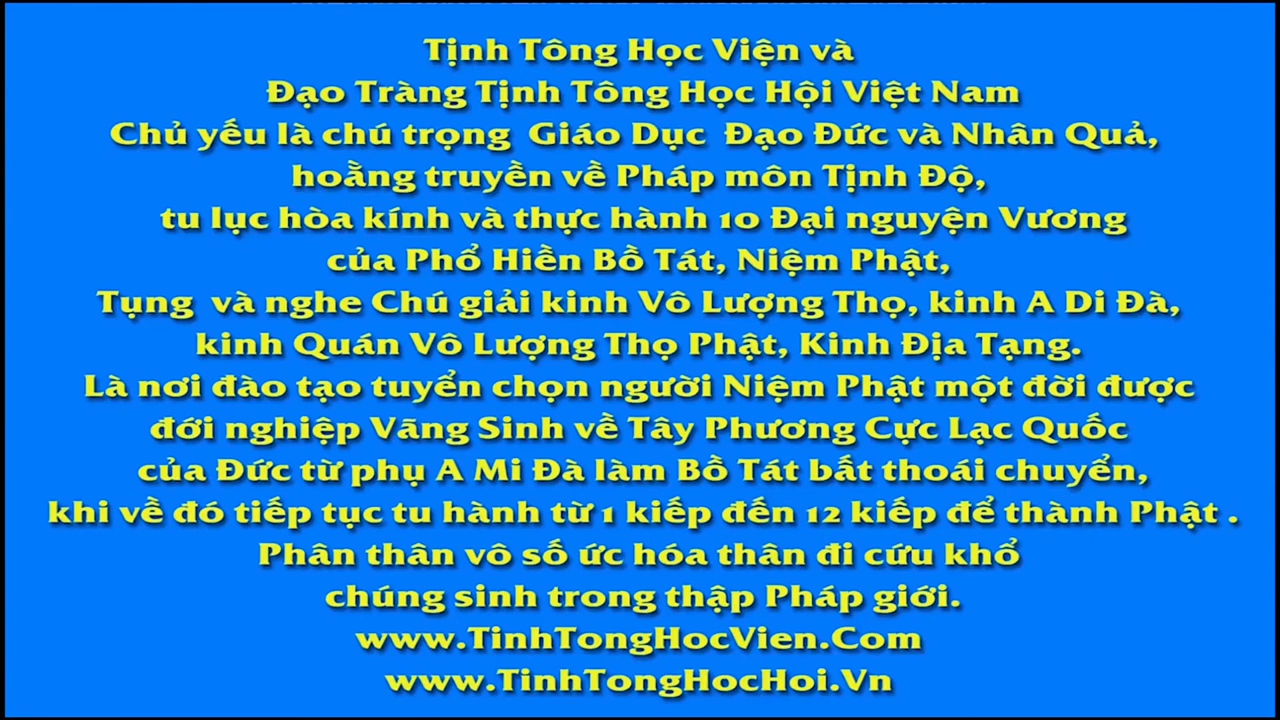 Tịnh Tông Học Viện và
Đạo Tràng Tịnh Tông Học Hội Việt Nam
Chủ yếu là chú trọng Giáo Dục Đạo Đức và Nhân Quả,
hoằng truyền về Pháp môn Tịnh Độ,
tu lục hòa kính và thực hành 10 Đại nguyện Vương
của Phổ Hiền Bồ Tát, Niệm Phật,
Tụng và nghe Chú giải kinh Vô Lượng Thọ, kinh A Di Đà,
kinh Quán Vô Lượng Thọ Phật, Kinh Địa Tạng.
Là nơi đào tạo tuyển chọn người Niệm Phật một đời được
đới nghiệp Vãng Sinh về Tây Phương Cực Lạc Quốc
của Đức từ phụ A Mi Đà làm Bồ Tát bất thoái chuyển,
khi về đó tiếp tục tu hành từ 1 kiếp đến 12 kiếp để thành Phật .
Phân thân vô số ức hóa thân đi cứu khổ
chúng sinh trong thập Pháp giới.
www.TinhTongHocVien.Com
www.TinhTongHocHoi.Vn